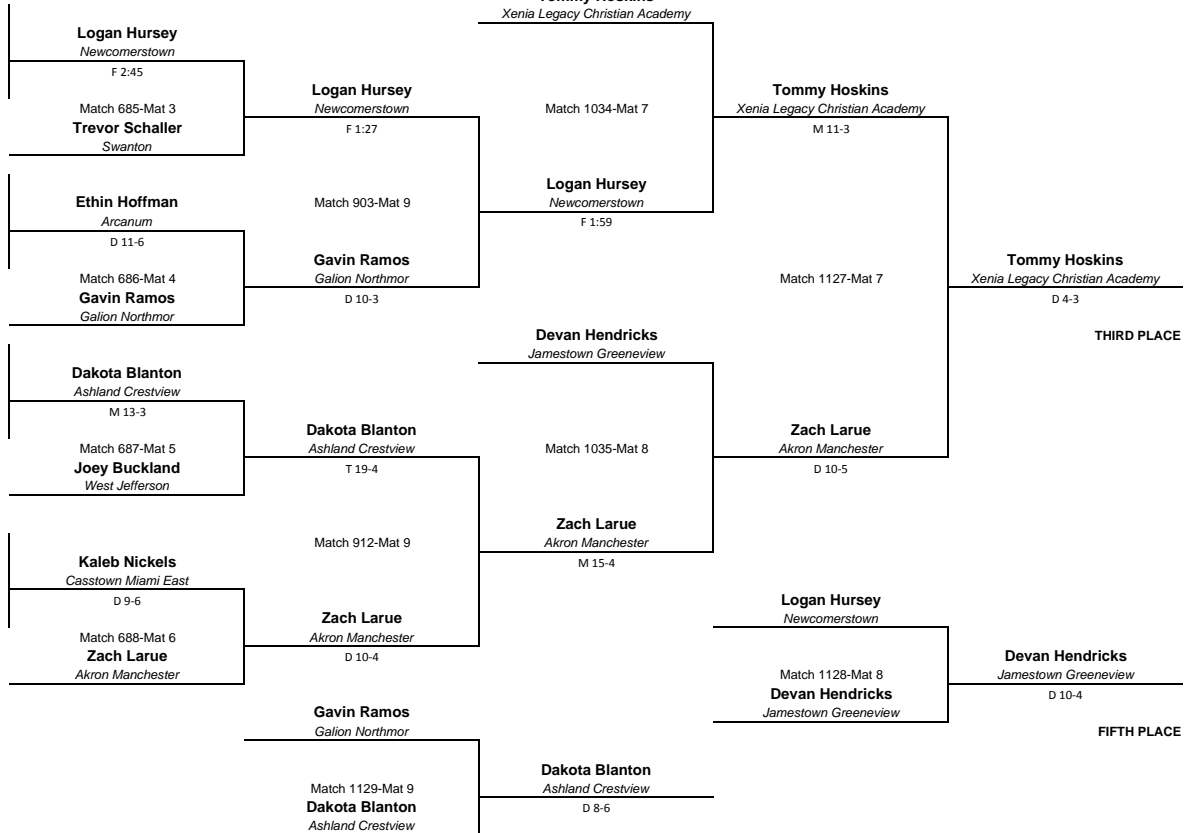 Tommy Hoskins
Xenia Legacy Christian Academy
Logan Hursey
Newcomerstown
F 2:45
Match 685-Mat 3
Trevor Schaller
Swanton
Logan Hursey
Newcomerstown
F 1:27
Match 1034-Mat 7
Tommy Hoskins
Xenia Legacy Christian Academy
M 11-3
Ethin Hoffman
Arcanum
D 11-6
Match 686-Mat 4
Gavin Ramos
Galion Northmor
Match 903-Mat 9
Gavin Ramos
Galion Northmor
D 10-3
Logan Hursey
Newcomerstown
F 1:59
Match 1127-Mat 7
Tommy Hoskins
Xenia Legacy Christian Academy
D 4-3
THIRD PLACE
Devan Hendricks
Jamestown Greeneview
Dakota Blanton
Ashland Crestview
M 13-3
Match 687-Mat 5
Joey Buckland
West Jefferson
Dakota Blanton
Ashland Crestview
T 19-4
Match 1035-Mat 8
Zach Larue
Akron Manchester
D 10-5
Kaleb Nickels
Casstown Miami East
D 9-6
Match 688-Mat 6
Zach Larue
Akron Manchester
Match 912-Mat 9
Zach Larue
Akron Manchester
D 10-4
Zach Larue
Akron Manchester
M 15-4
Logan Hursey
Newcomerstown
Match 1128-Mat 8
Devan Hendricks
Jamestown Greeneview
Devan Hendricks
Jamestown Greeneview
D 10-4
FIFTH PLACE
Gavin Ramos
Galion Northmor
Match 1129-Mat 9
Dakota Blanton
Ashland Crestview
Dakota Blanton
Ashland Crestview
D 8-6